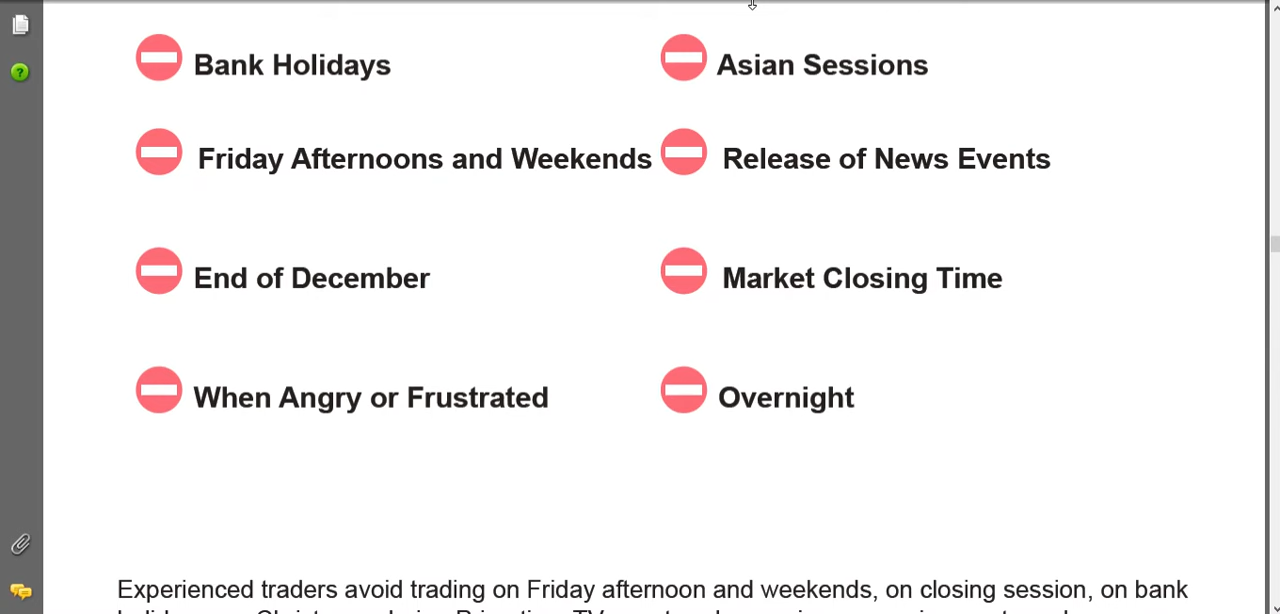 Bank Holidays
Asian Sessions
Friday Afternoons and Weekends
Release of News Events
End of December
Market Closing Time
When Angry or Frustrated
Overnight
Experienced traders avoid trading on Friday afternoon and weekends, on closing session, on bank